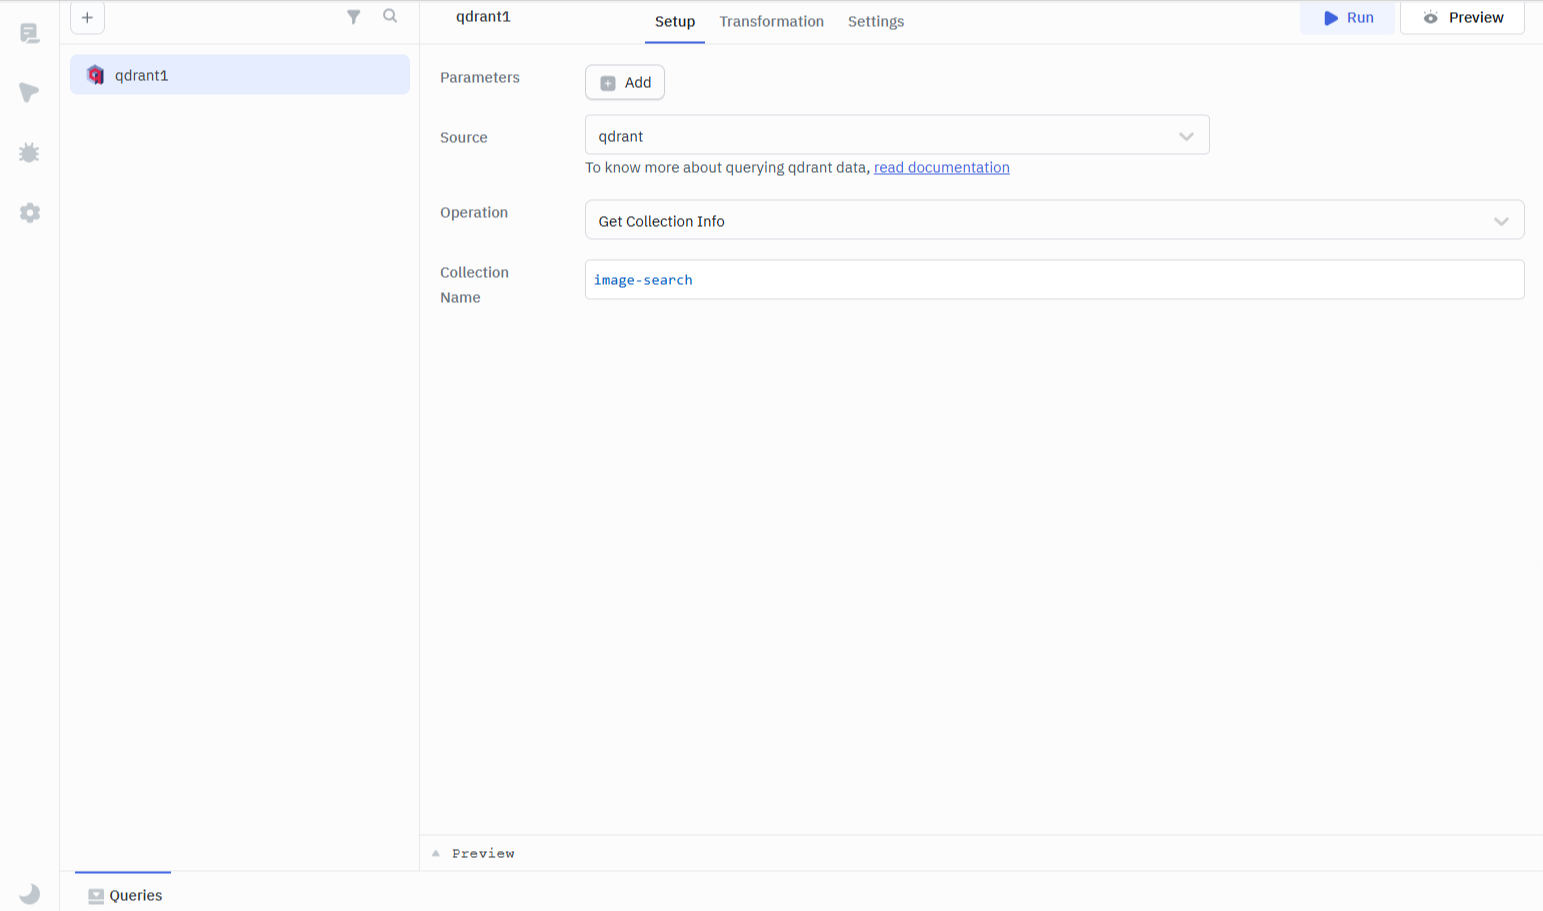 qdrant1
Setup
Transformation
Settings
Run
Preview
qdrant1
Parameters
Add
Source
qdrant
To know more about querying qdrant data, read documentation
Operation
Get Collection Info
Collection
Name
image-search
Preview
Queries